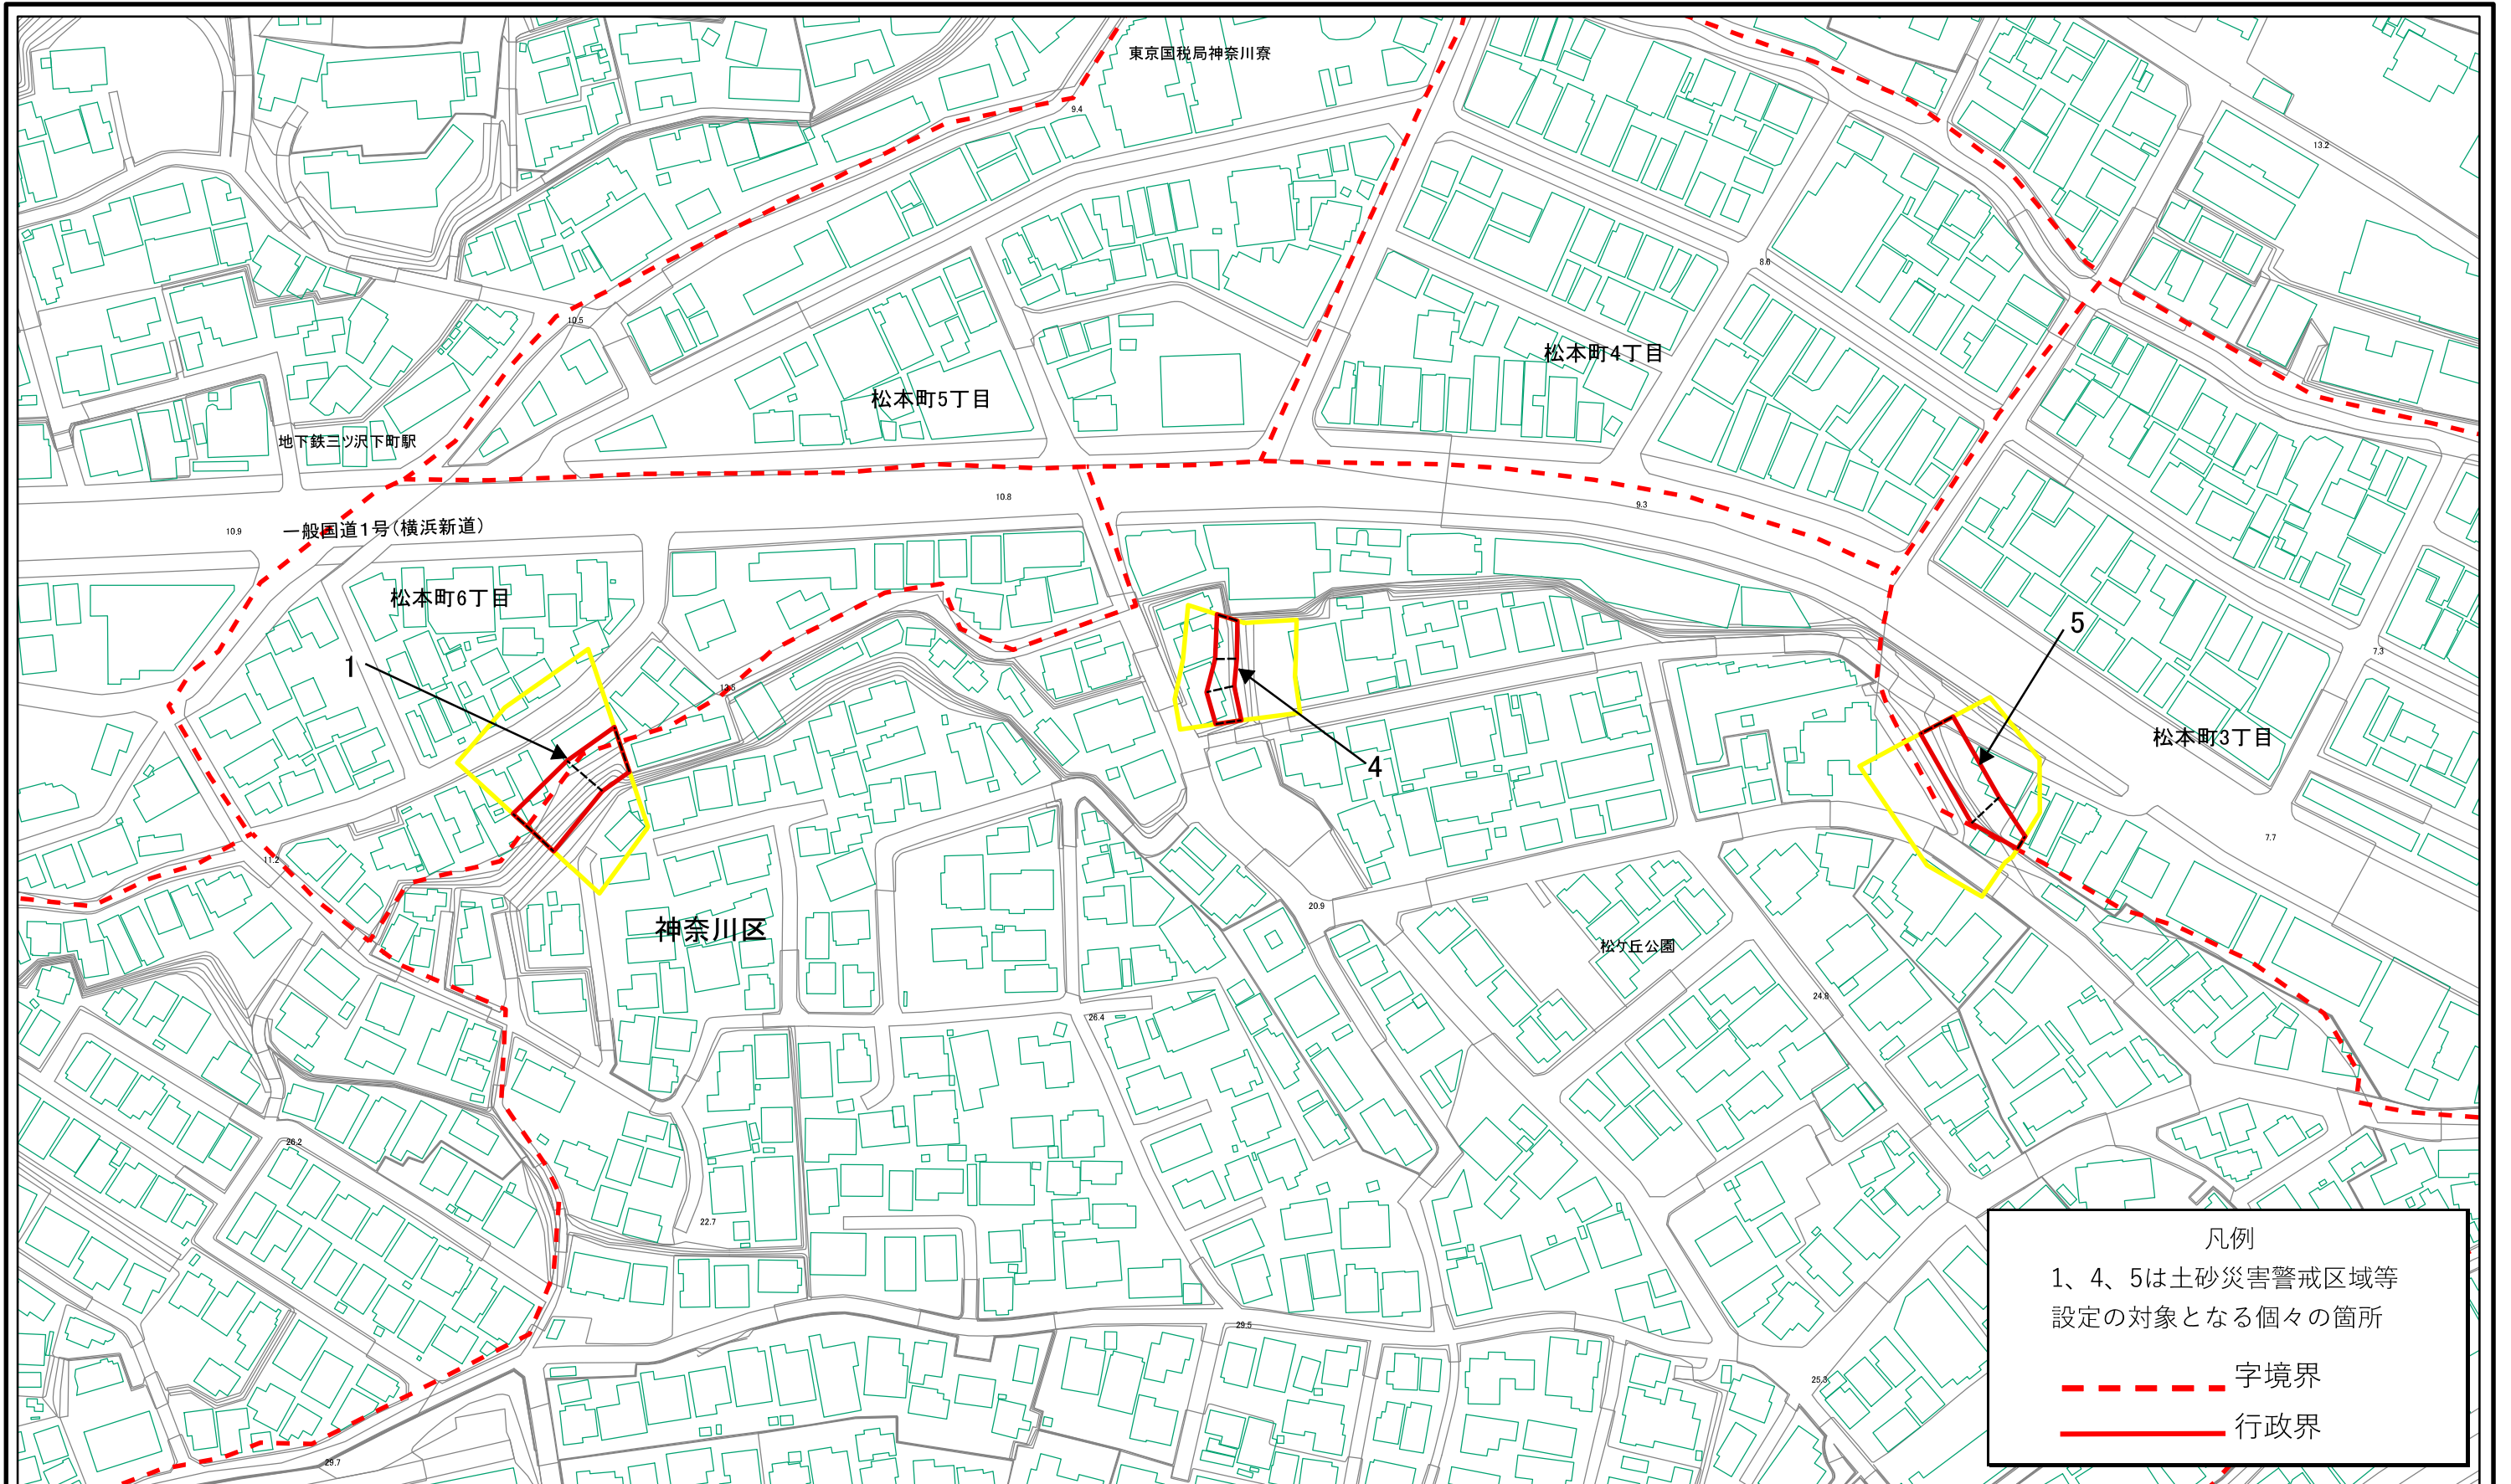 東京国税局神奈川寮
9.4
13.2
8.6
10.5
松本町4丁目
松本町5丁目
地下鉄三ツ沢下町駅
10.8
9.3
10.9
一般国道1号(横浜新道)
松本町6丁目
5
7.3
1
12.5
松本町3丁目
4
7.7
11.2
20.9
神奈川区
松ケ丘公園
24.8
26.4
26.2
22.7
凡例
1、4、5は土砂災害警戒区域等
設定の対象となる個々の箇所
29.5
字境界
25.3
行政界
29.7